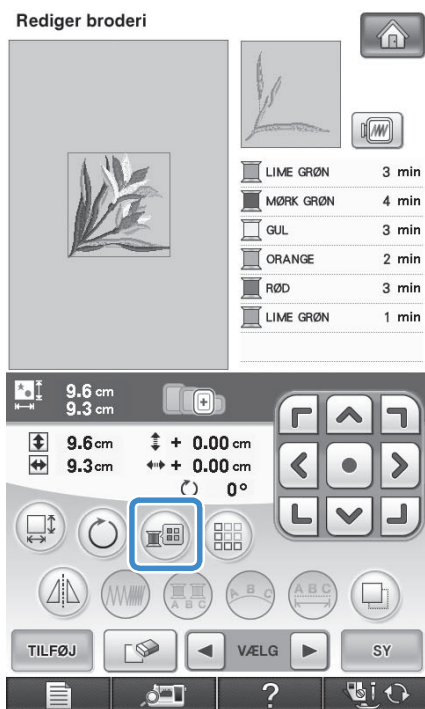 Rediger broderi
LIME GRØN 3 min
MØRK GRØN 4 min
GUL 3 min
ORANGE 2 min
RØD 3 min
LIME GRØN 1 min
9.6 cm
9.3 cm
9.6 cm + 0.00 cm
9.3 cm + 0.00 cm
0°
A B C
A B C
A B C
TILFØJ VÆLG SY
?